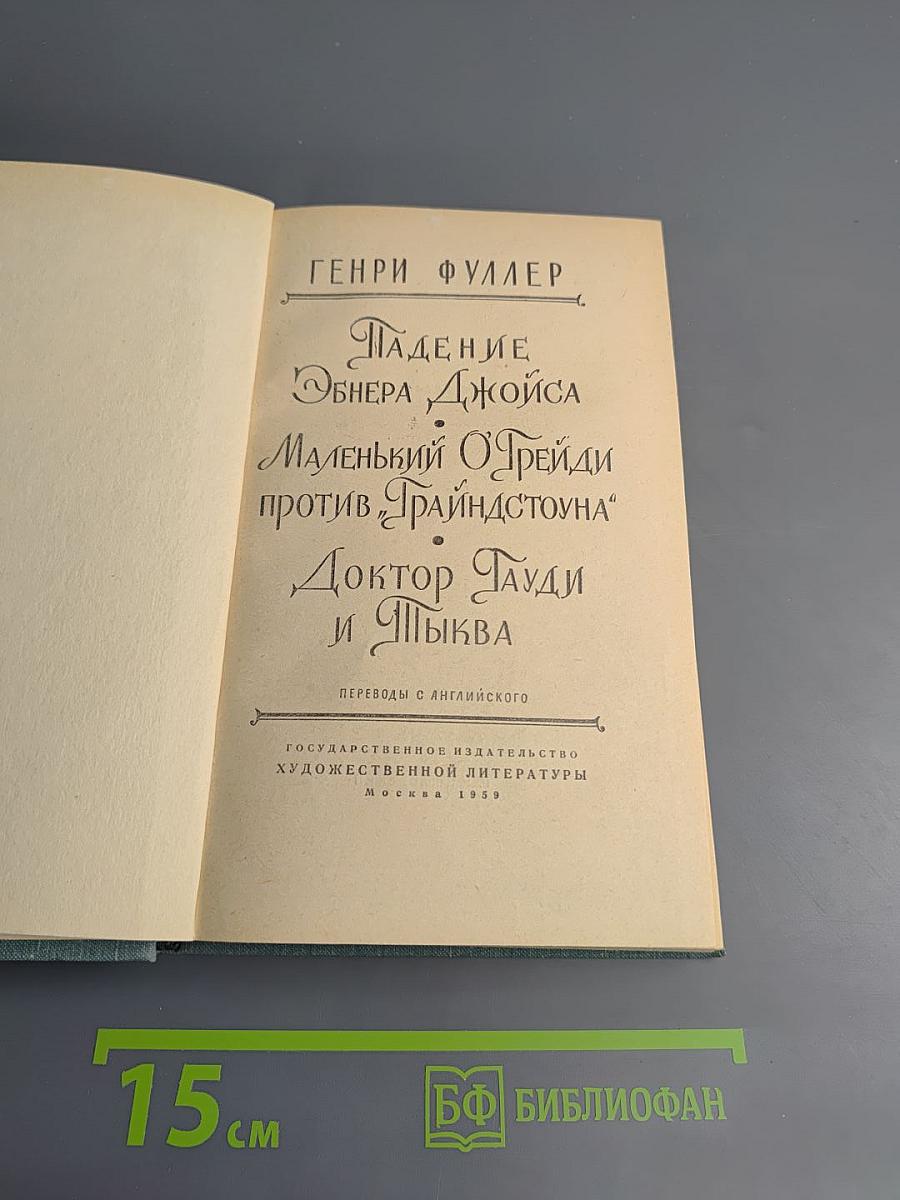 ГЕНРИ ФУЛЛЕР
ПАДЕНИЕ
ЭБНЕРА ДЖОЙСА
МАЛЕНЬКИЙ О'ГРЕЙДИ
ПРОТИВ „ГРАЙНДСТОУНА“
ДОКТОР ГАУДИ
И ТЫКВА
ПЕРЕВОДЫ С АНГЛИЙСКОГО
ГОСУДАРСТВЕННОЕ ИЗДАТЕЛЬСТВО
ХУДОЖЕСТВЕННОЙ ЛИТЕРАТУРЫ
Москва 1959
15 см
БФ БИБЛИОФАН